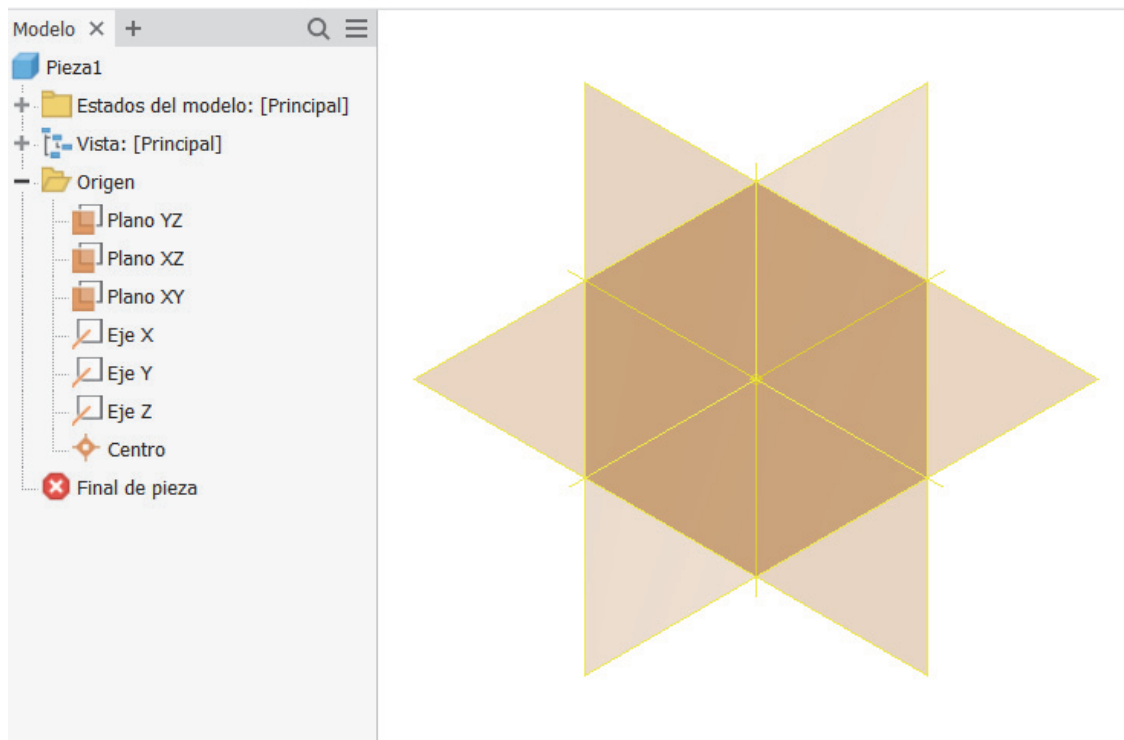 Modelo
Pieza1
Estados del modelo: [Principal]
Vista: [Principal]
Origen
Plano YZ
Plano XZ
Plano XY
Eje X
Eje Y
Eje Z
Centro
Final de pieza